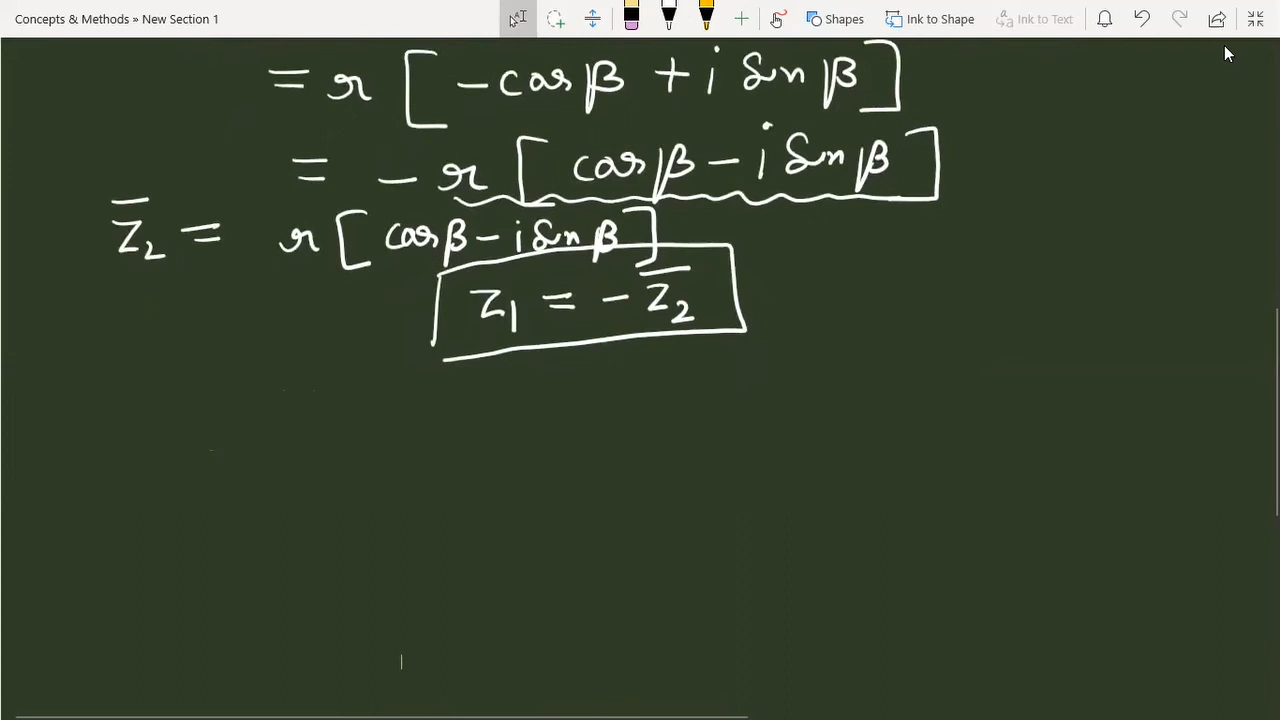 Concepts & Methods » New Section 1
Shapes
Ink to Shape
Ink to Text
= r [ - cos β + i sin β ]
= - r [ cos β - i sin β ]
z̅₂ = r [ cos β - i sin β ]
z₁ = - z̅₂